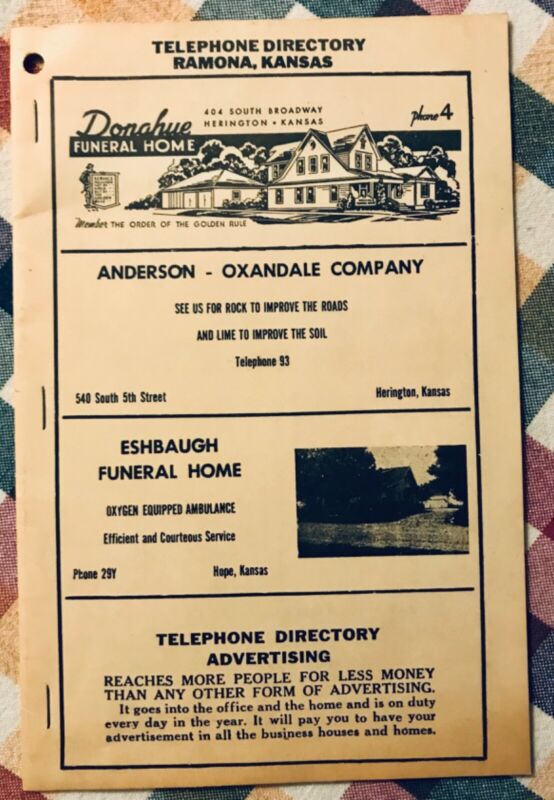 TELEPHONE DIRECTORY
RAMONA, KANSAS
404 SOUTH BROADWAY
HERINGTON • KANSAS
phone 4
Donahue
FUNERAL HOME
Member THE ORDER OF THE GOLDEN RULE
ANDERSON - OXANDALE COMPANY
SEE US FOR ROCK TO IMPROVE THE ROADS
AND LIME TO IMPROVE THE SOIL
Telephone 93
540 South 5th Street Herington, Kansas
ESHBAUGH
FUNERAL HOME
OXYGEN EQUIPPED AMBULANCE
Efficient and Courteous Service
Phone 29Y Hope, Kansas
TELEPHONE DIRECTORY
ADVERTISING
REACHES MORE PEOPLE FOR LESS MONEY
THAN ANY OTHER FORM OF ADVERTISING.
It goes into the office and the home and is on duty
every day in the year. It will pay you to have your
advertisement in all the business houses and homes.